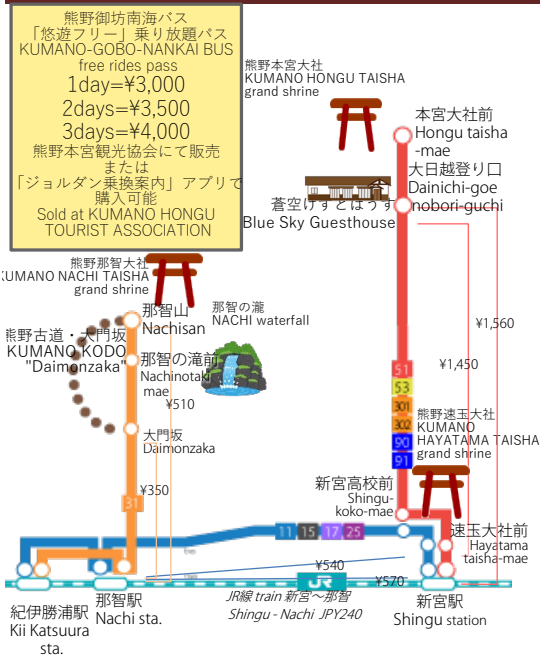 熊野御坊南海バス
「悠遊フリー」乗り放題パス
KUMANO-GOBO-NANKAI BUS
free rides pass
1day=¥3,000
2days=¥3,500
3days=¥4,000
熊野本宮観光協会にて販売
または
「ジョルダン乗換案内」アプリで
購入可能
Sold at KUMANO HONGU
TOURIST ASSOCIATION
熊野本宮大社
KUMANO HONGU TAISHA
grand shrine
本宮大社前
Hongu taisha
-mae
大日越登り口
Dainichi-goe
nobori-guchi
蒼空げすとはうす
Blue Sky Guesthouse
熊野那智大社
KUMANO NACHI TAISHA
grand shrine
那智山
Nachisan
那智の瀧
NACHI waterfall
熊野古道・大門坂
KUMANO KODO
"Daimonzaka"
那智の滝前
Nachinotaki
mae
¥510
大門坂
Daimonzaka
¥350
31
¥1,560
¥1,450
51
53
301
302
90
91
熊野速玉大社
KUMANO
HAYATAMA TAISHA
grand shrine
新宮高校前
Shingu-
koko-mae
11 15 17 25
速玉大社前
Hayatama
taisha-mae
¥540
¥570
JR
紀伊勝浦駅
Kii Katsuura
sta.
那智駅
Nachi sta.
JR線 train 新宮～那智
Shingu - Nachi JPY240
新宮駅
Shingu station